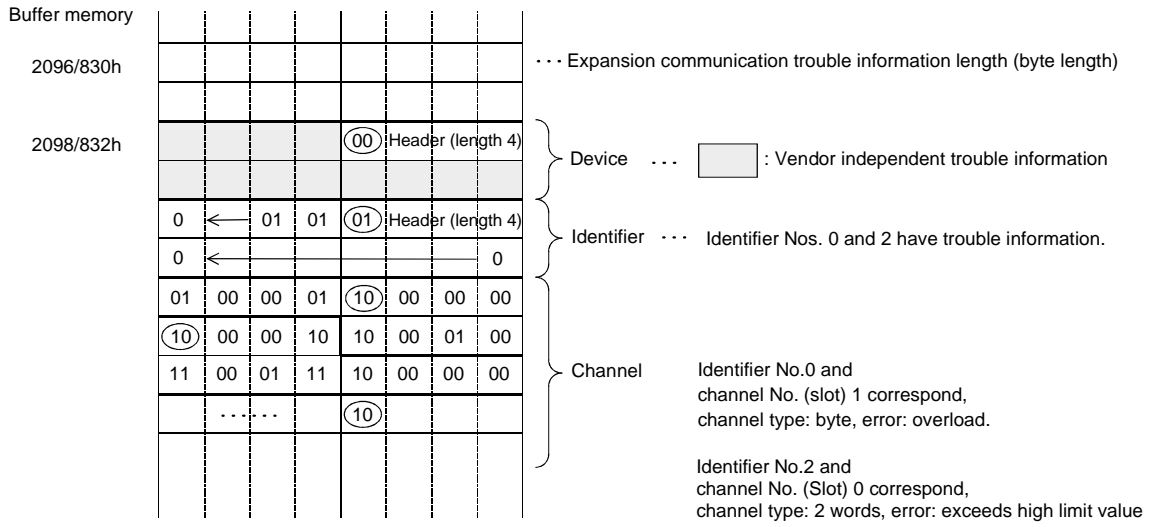 Buffer memory
2096/830h
··· Expansion communication trouble information length (byte length)
2098/832h
00 Header (length 4)
Device ··· : Vendor independent trouble information
0 01 01 01 Header (length 4)
0 0
Identifier ··· Identifier Nos. 0 and 2 have trouble information.
01 00 00 01 10 00 00 00
10 00 00 10 10 00 01 00
11 00 01 11 10 00 00 00
······ 10
Channel
Identifier No.0 and
channel No. (slot) 1 correspond,
channel type: byte, error: overload.
Identifier No.2 and
channel No. (Slot) 0 correspond,
channel type: 2 words, error: exceeds high limit value